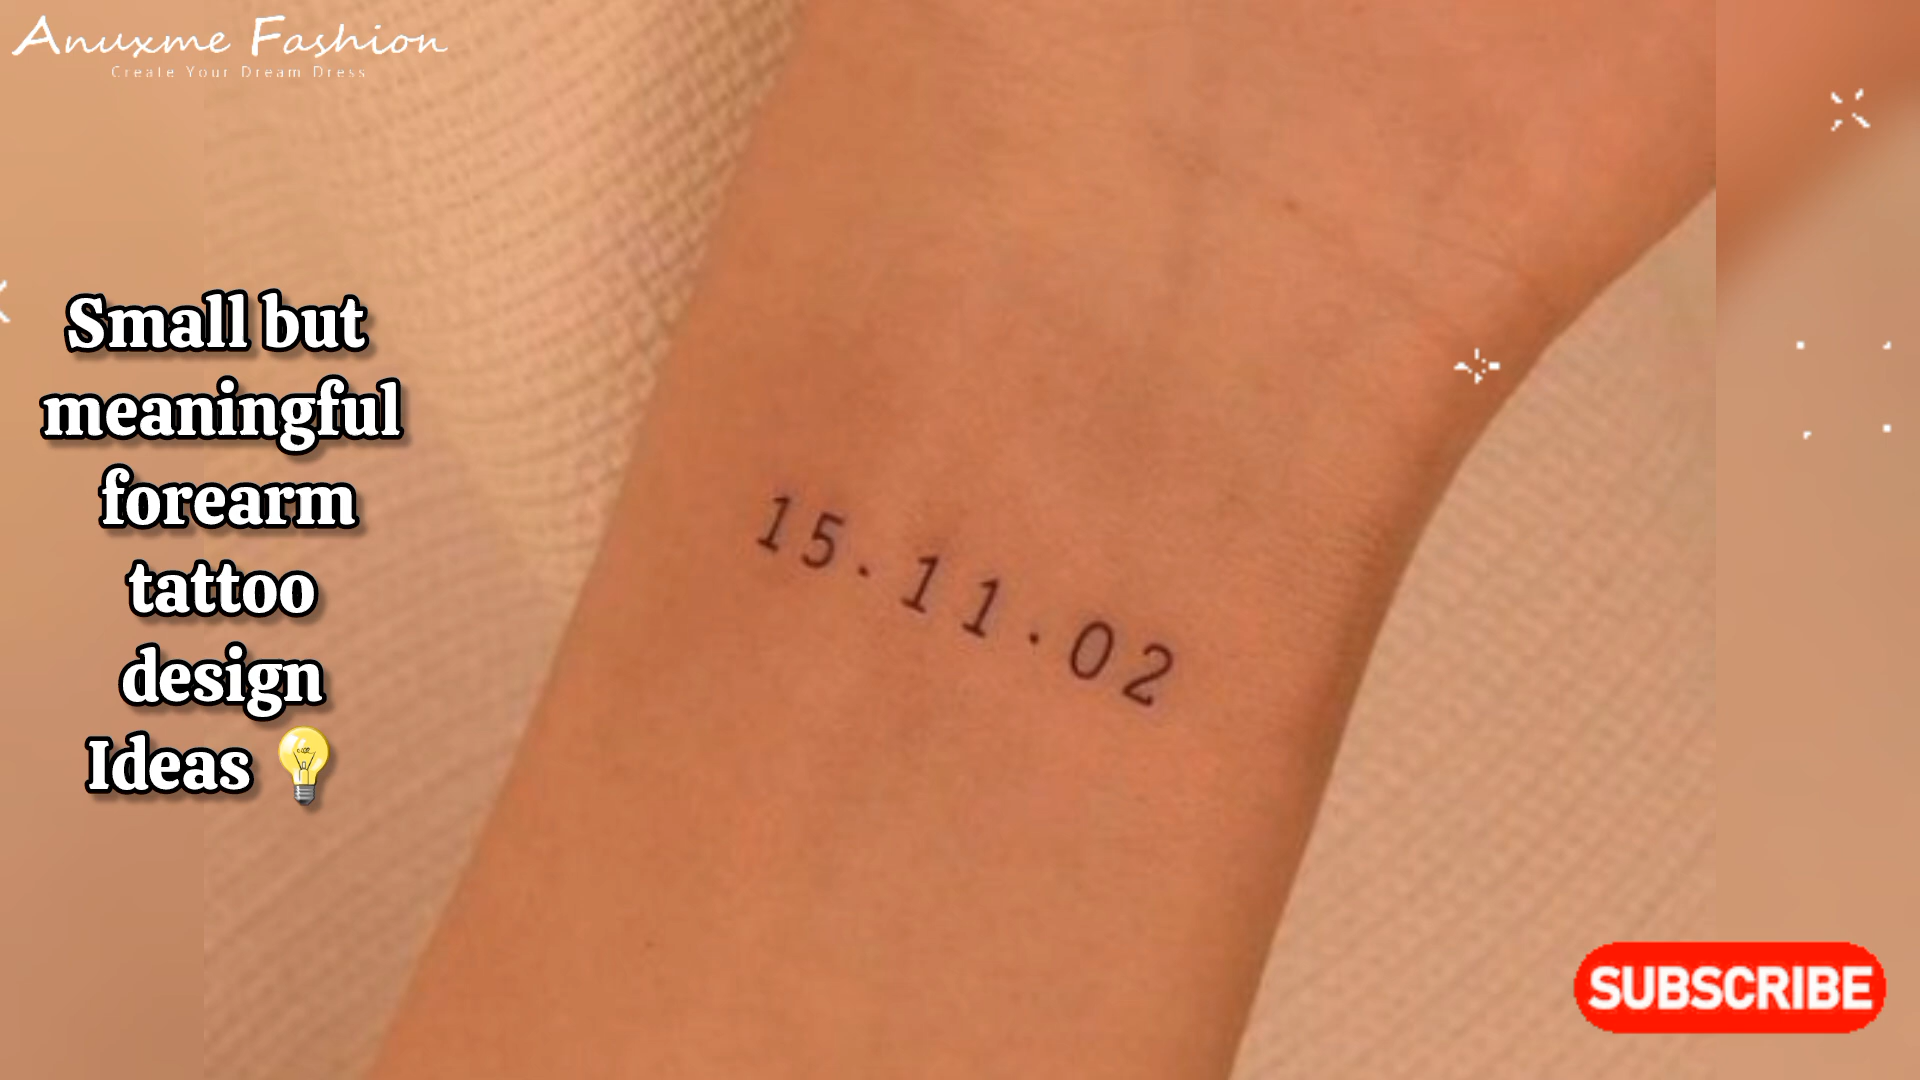 Anuxme Fashion
Create Your Dream Dress
Small but
meaningful
forearm
tattoo
design
Ideas 💡
15.11.02
SUBSCRIBE